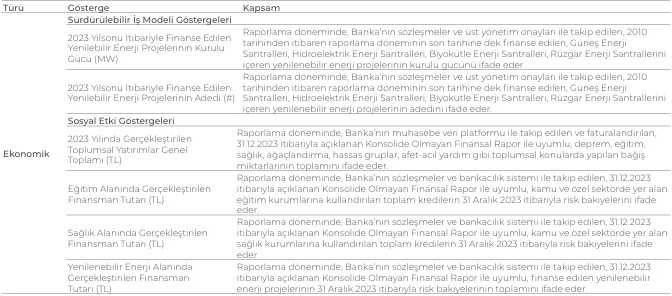 Türü Gösterge Kapsam
Sürdürülebilir İş Modeli Göstergeleri
2023 Yılsonu İtibariyle Finanse Edilen
Yenilebilir Enerji Projelerinin Kurulu
Gücü (MW)
Raporlama döneminde, Banka'nın sözleşmeler ve üst yönetim onayları ile takip edilen, 2010
tarihinden itibaren raporlama döneminin son tarihine dek finanse edilen, Güneş Enerji
Santralleri, Hidroelektrik Enerji Santralleri, Biyokütle Enerji Santralleri, Rüzgar Enerji Santrallerini
içeren yenilenebilir enerji projelerinin kurulu gücünü ifade eder.
2023 Yılsonu İtibariyle Finanse Edilen
Yenilebilir Enerji Projelerinin Adedi (#)
Raporlama döneminde, Banka'nın sözleşmeler ve üst yönetim onayları ile takip edilen, 2010
tarihinden itibaren raporlama döneminin son tarihine dek finanse edilen, Güneş Enerji
Santralleri, Hidroelektrik Enerji Santralleri, Biyokütle Enerji Santralleri, Rüzgar Enerji Santrallerini
içeren yenilenebilir enerji projelerinin adedini ifade eder.
Sosyal Etki Göstergeleri
Ekonomik
2023 Yılında Gerçekleştirilen
Toplumsal Yatırımlar Genel
Toplamı (TL)
Raporlama döneminde, Banka'nın muhasebe veri platformu ile takip edilen ve faturalandırılan,
31.12.2023 itibarıyla açıklanan Konsolide Olmayan Finansal Rapor ile uyumlu, deprem, eğitim,
sağlık, ağaçlandırma, hassas gruplar, afet-acil yardım gibi toplumsal konularda yapılan bağış
miktarlarının toplamını ifade eder.
Eğitim Alanında Gerçekleştirilen
Finansman Tutarı (TL)
Raporlama döneminde, Banka'nın sözleşmeler ve bankacılık sistemi ile takip edilen, 31.12.2023
itibarıyla açıklanan Konsolide Olmayan Finansal Rapor ile uyumlu, kamu ve özel sektörde yer alan
eğitim kurumlarına kullandırılan toplam kredilerin 31 Aralık 2023 itibarıyla risk bakiyelerini ifade
eder.
Sağlık Alanında Gerçekleştirilen
Finansman Tutarı (TL)
Raporlama döneminde, Banka'nın sözleşmeler ve bankacılık sistemi ile takip edilen, 31.12.2023
itibarıyla açıklanan Konsolide Olmayan Finansal Rapor ile uyumlu, kamu ve özel sektörde yer alan
sağlık kurumlarına kullandırılan toplam kredilerin 31 Aralık 2023 itibarıyla risk bakiyelerini ifade
eder.
Yenilenebilir Enerji Alanında
Gerçekleştirilen Finansman
Tutarı (TL)
Raporlama döneminde, Banka'nın sözleşmeler ve bankacılık sistemi ile takip edilen, 31.12.2023
itibarıyla açıklanan Konsolide Olmayan Finansal Rapor ile uyumlu, finanse edilen yenilenebilir
enerji projelerinin 31 Aralık 2023 itibarıyla risk bakiyelerinin toplamını ifade eder.